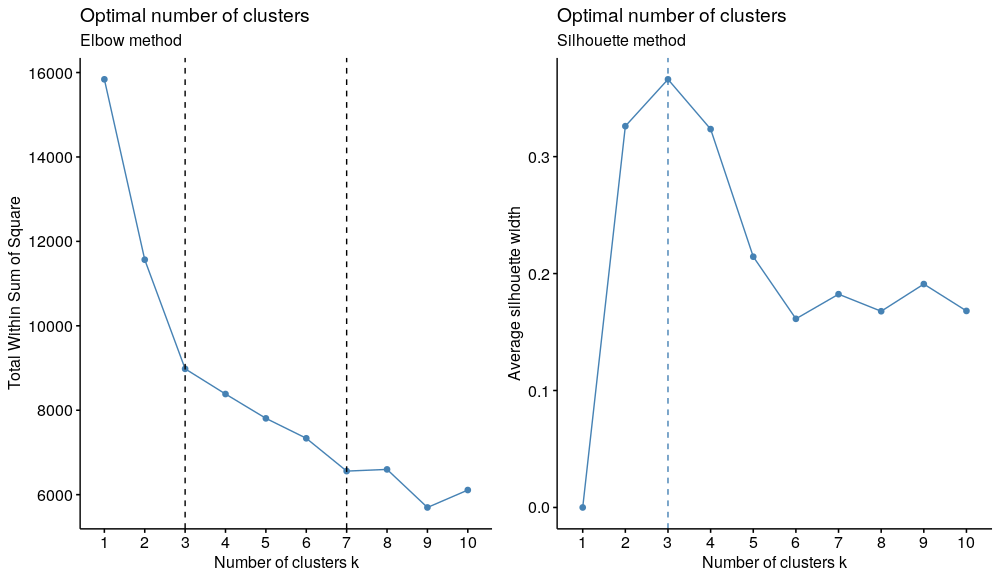 Optimal number of clusters
Elbow method
Total Within Sum of Square
16000
14000
12000
10000
8000
6000
1 2 3 4 5 6 7 8 9 10
Number of clusters k
Optimal number of clusters
Silhouette method
Average silhouette width
0.3
0.2
0.1
0.0
1 2 3 4 5 6 7 8 9 10
Number of clusters k